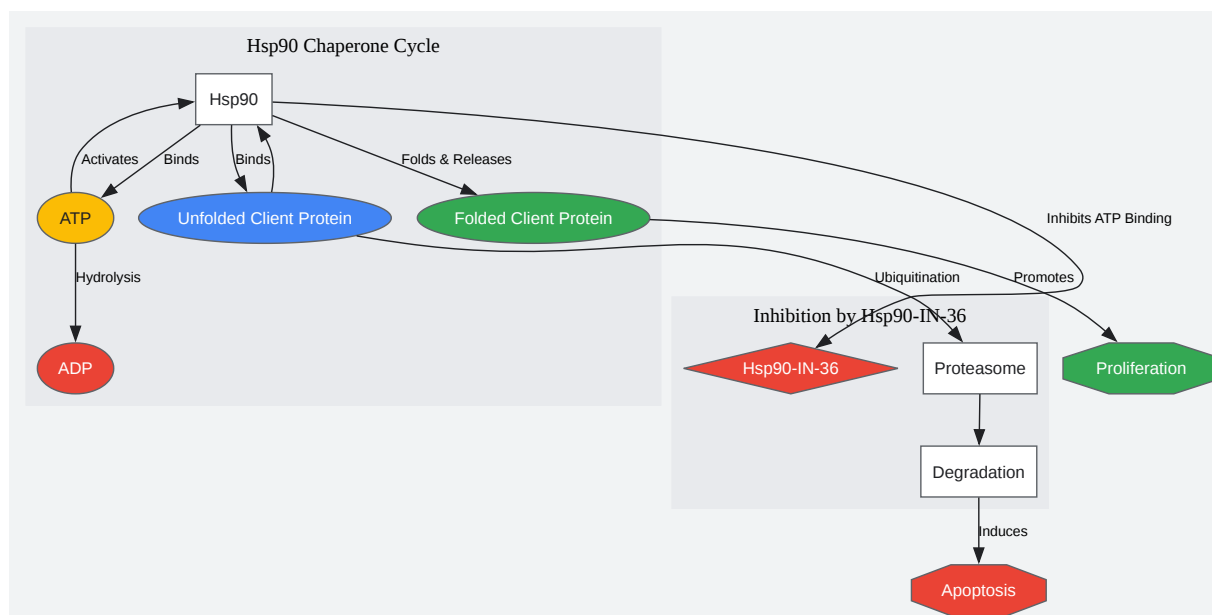 Hsp90 Chaperone Cycle
Hsp90
Activates
Binds
Binds
Folds & Releases
ATP
Unfolded Client Protein
Folded Client Protein
Inhibits ATP Binding
Hydrolysis
Ubiquitination
Promotes
Inhibition by Hsp90-IN-36
ADP
Hsp90-IN-36
Proteasome
Proliferation
Degradation
Induces
Apoptosis